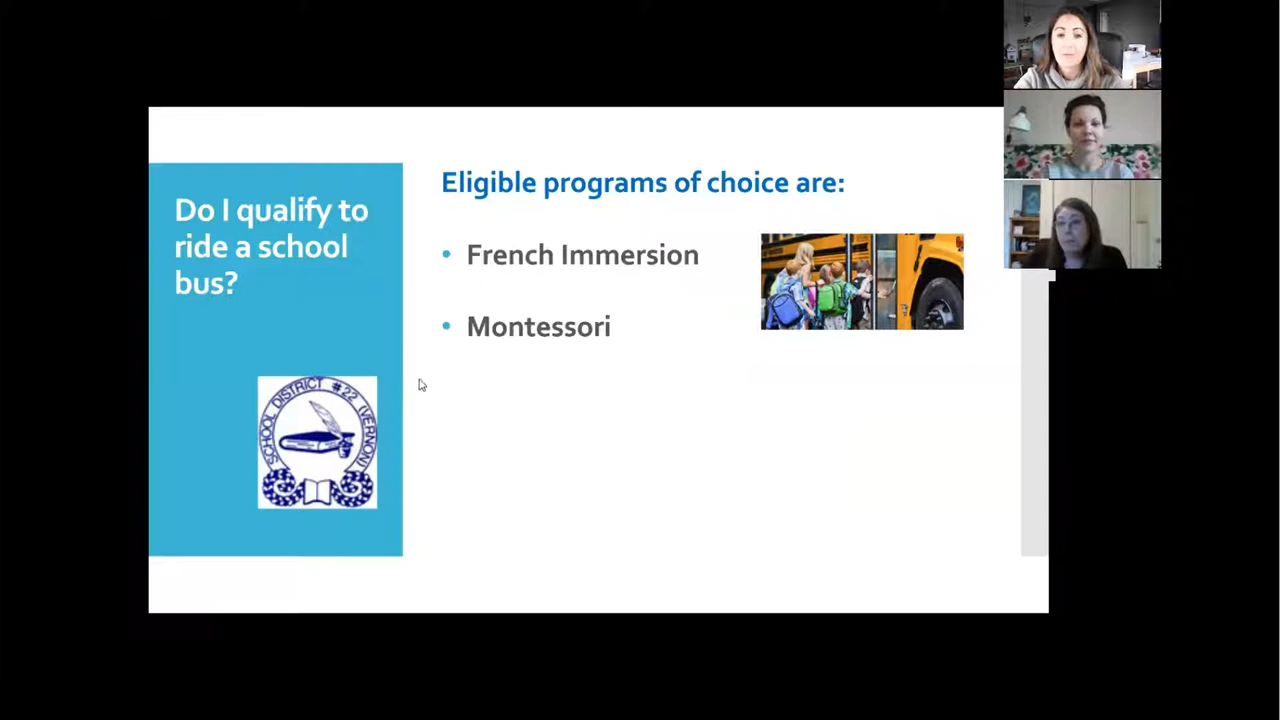 Do I qualify to
ride a school
bus?
Eligible programs of choice are:
• French Immersion
• Montessori
SCHOOL DISTRICT #22 (VERNON)